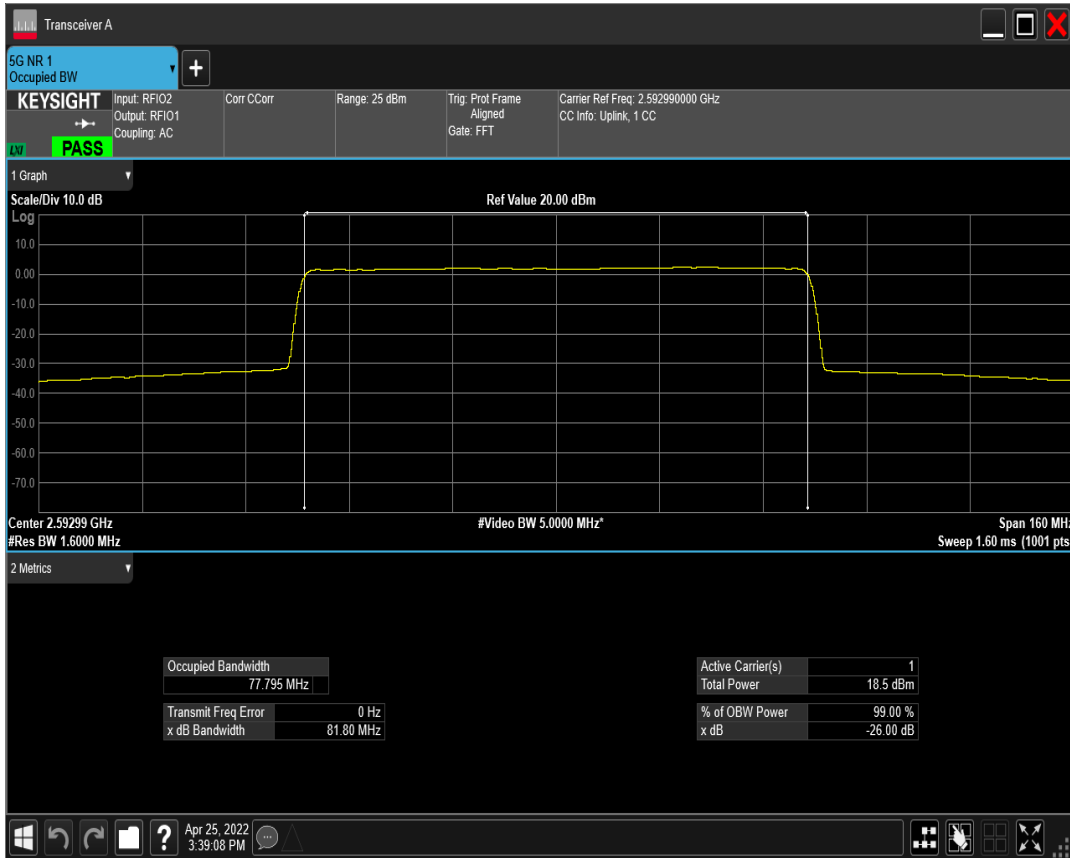 Transceiver A
5G NR 1
Occupied BW
+
KEYSIGHT
Input: RFIO2
Output: RFIO1
Coupling: AC
Corr CCorr
Range: 25 dBm
Trig: Prot Frame
Aligned
Gate: FFT
Carrier Ref Freq: 2.592990000 GHz
CC Info: Uplink, 1 CC
LXI
PASS
1 Graph
Scale/Div 10.0 dB
Ref Value 20.00 dBm
Log
10.0
0.00
-10.0
-20.0
-30.0
-40.0
-50.0
-60.0
-70.0
Center 2.59299 GHz
#Video BW 5.0000 MHz*
Span 160 MHz
#Res BW 1.6000 MHz
Sweep 1.60 ms (1001 pts
2 Metrics
Occupied Bandwidth
77.795 MHz
Transmit Freq Error 0 Hz
x dB Bandwidth 81.80 MHz
Active Carrier(s) 1
Total Power 18.5 dBm
% of OBW Power 99.00 %
x dB -26.00 dB
?
Apr 25, 2022
3:39:08 PM